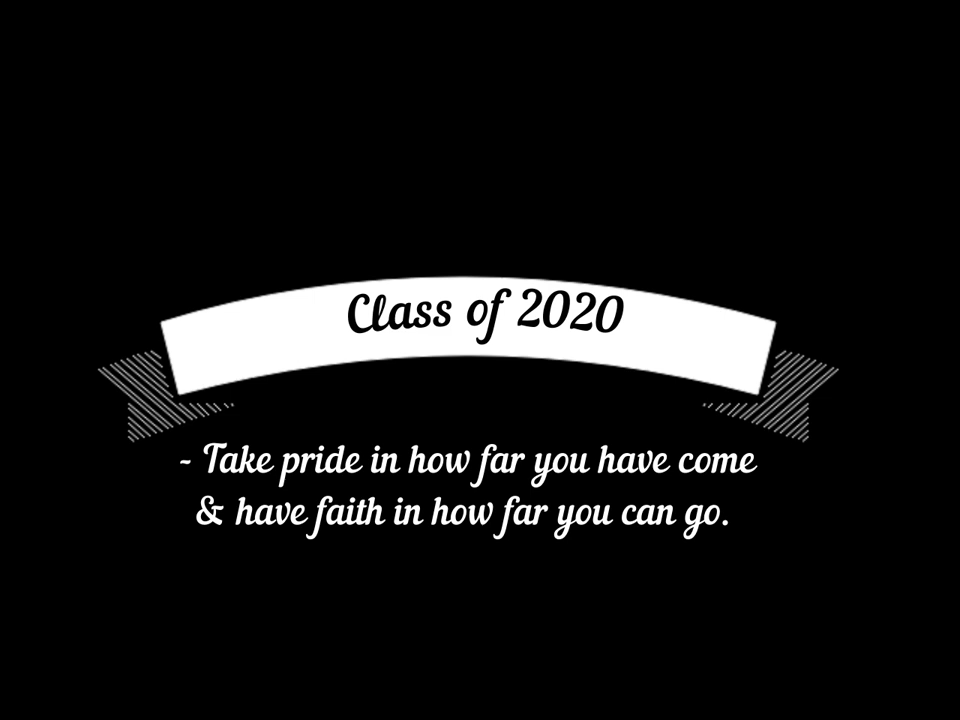 Class of 2020
- Take pride in how far you have come
& have faith in how far you can go.